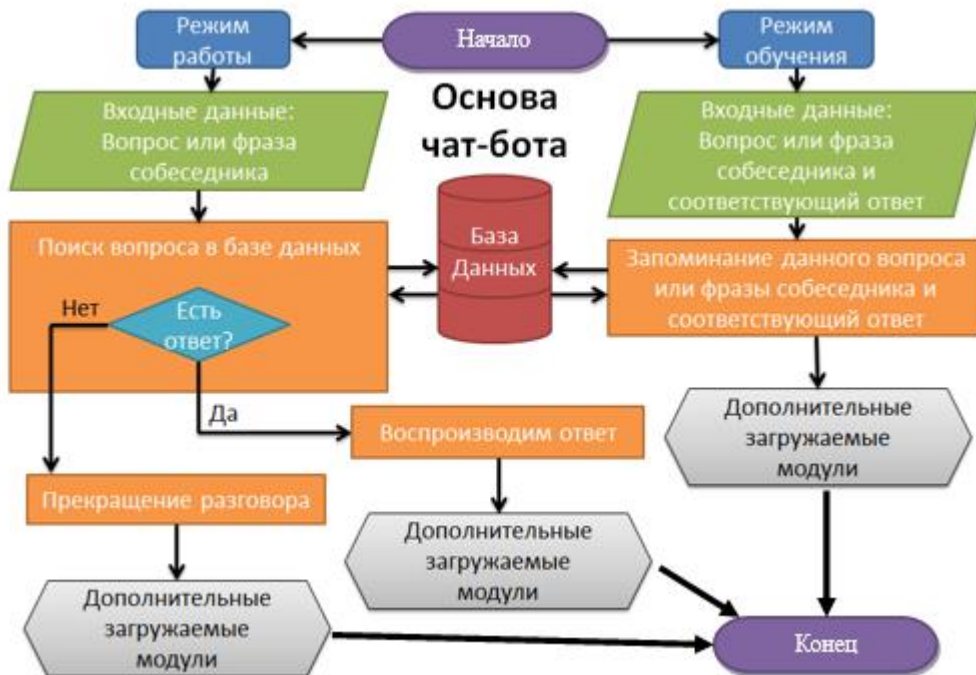 Режим
работы
Начало
Режим
обучения
Основа
чат-бота
Входные данные:
Вопрос или фраза
собеседника
Входные данные:
Вопрос или фраза
собеседника и
соответствующий ответ
Поиск вопроса в базе данных
База
Данных
Запоминание данного вопроса
или фразы собеседника и
соответствующий ответ
Нет
Есть
ответ?
Да
Воспроизводим ответ
Дополнительные
загружаемые
модули
Прекращение разговора
Дополнительные
загружаемые
модули
Дополнительные
загружаемые
модули
Конец